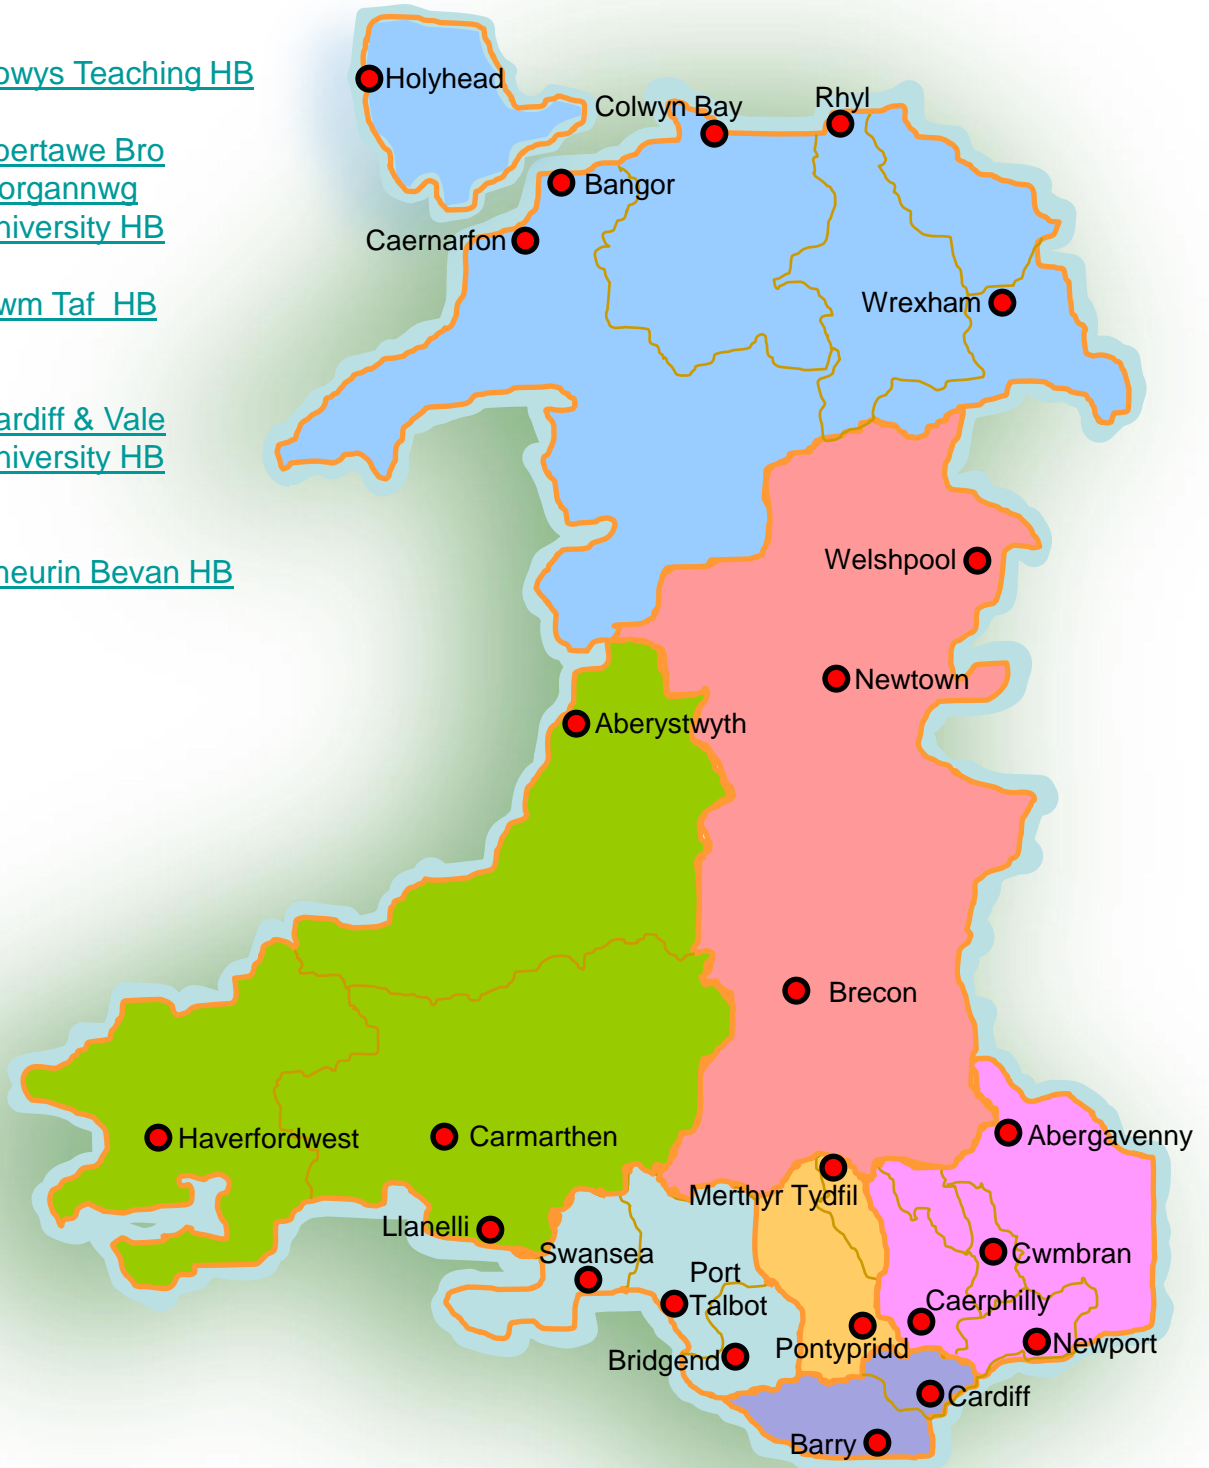 owys Teaching HB
bertawe Bro
organnwg
niversity HB
wm Taf  HB
ardiff & Vale
niversity HB
neurin Bevan HB
Holyhead
Colwyn Bay
Rhyl
Bangor
Caernarfon
Wrexham
Welshpool
Newtown
Aberystwyth
Brecon
Haverfordwest
Carmarthen
Abergavenny
Merthyr Tydfil
Llanelli
Swansea
Cwmbran
Port
Talbot
Caerphilly
Bridgend
Pontypridd
Newport
Cardiff
Barry